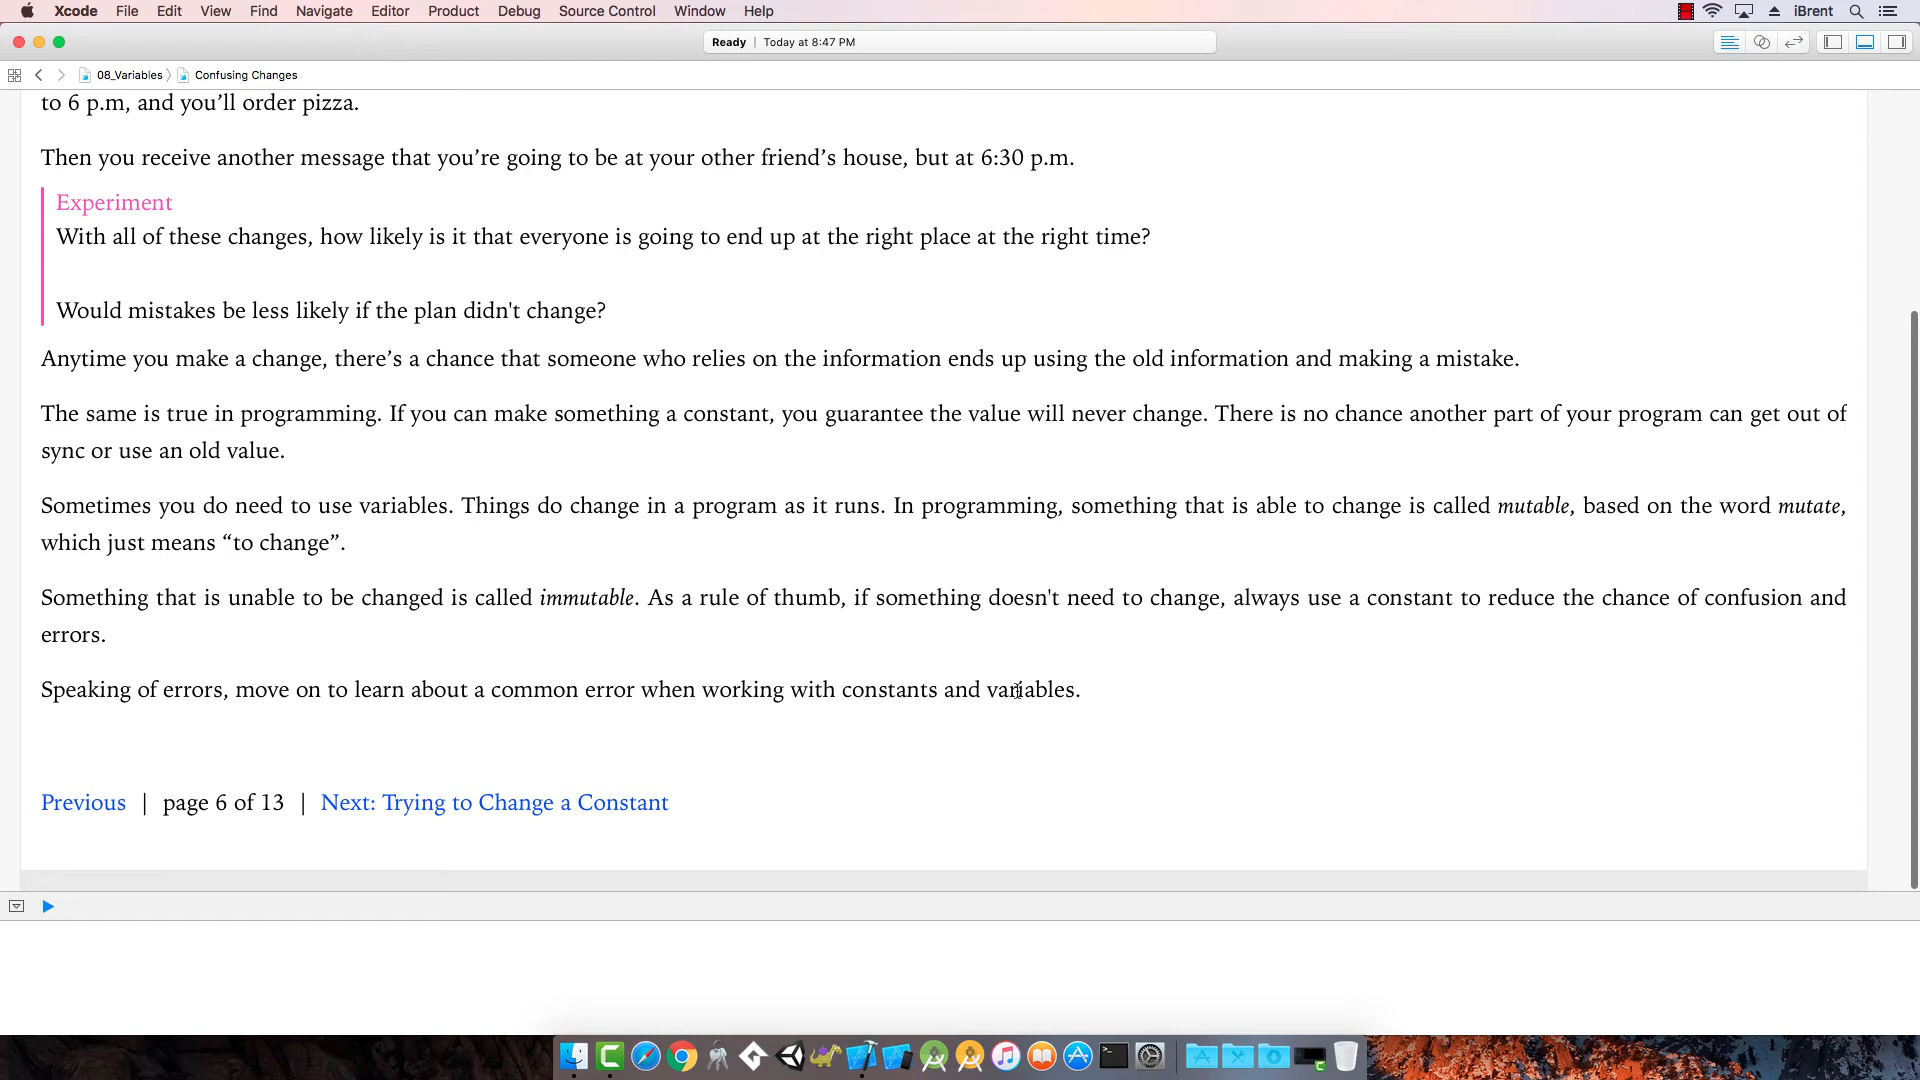 Xcode File Edit View Find Navigate Editor Product Debug Source Control Window Help iBrent
Ready | Today at 8:47 PM
08_Variables Confusing Changes
to 6 p.m, and you’ll order pizza.
Then you receive another message that you’re going to be at your other friend’s house, but at 6:30 p.m.
Experiment
With all of these changes, how likely is it that everyone is going to end up at the right place at the right time?
Would mistakes be less likely if the plan didn't change?
Anytime you make a change, there’s a chance that someone who relies on the information ends up using the old information and making a mistake.
The same is true in programming. If you can make something a constant, you guarantee the value will never change. There is no chance another part of your program can get out of
sync or use an old value.
Sometimes you do need to use variables. Things do change in a program as it runs. In programming, something that is able to change is called mutable, based on the word mutate,
which just means “to change”.
Something that is unable to be changed is called immutable. As a rule of thumb, if something doesn't need to change, always use a constant to reduce the chance of confusion and
errors.
Speaking of errors, move on to learn about a common error when working with constants and variables.
Previous | page 6 of 13 | Next: Trying to Change a Constant